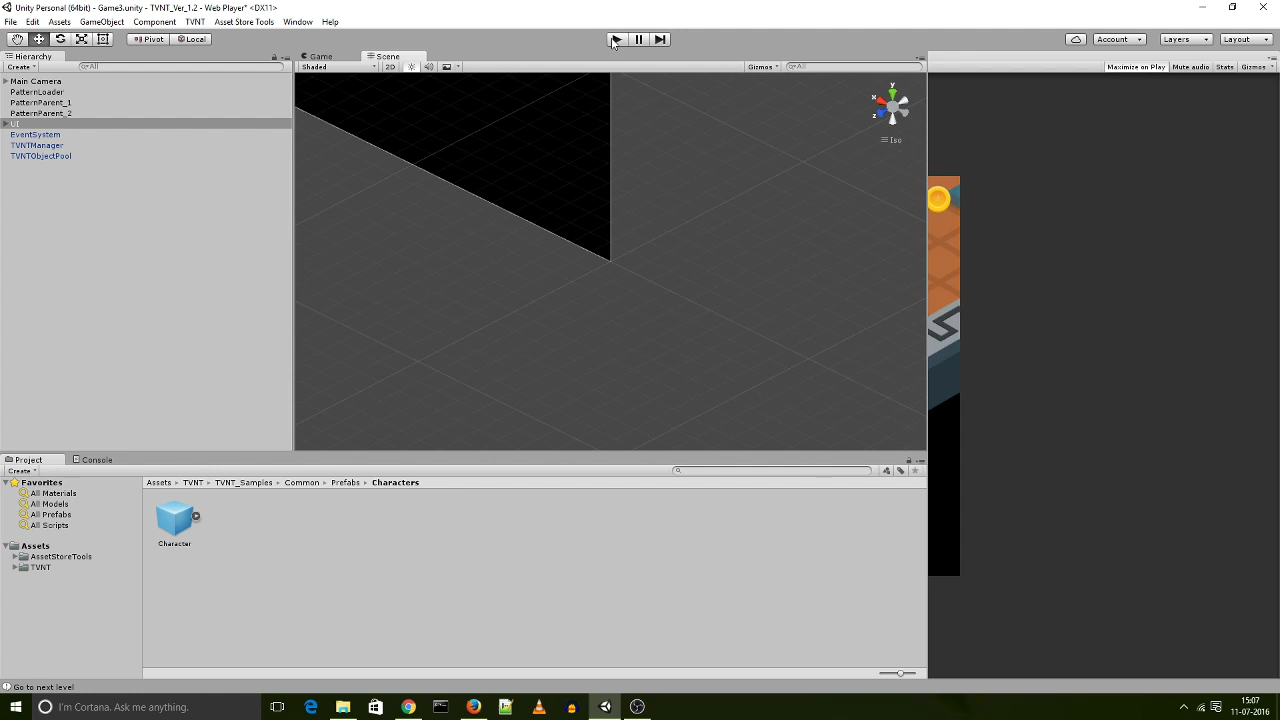 Unity Personal (64bit) - Game3.unity - TVNT_Ver_1.2 - Web Player* <DX11>
File Edit Assets GameObject Component TVNT Asset Store Tools Window Help
Pivot Local Account Layers Layout
Hierarchy Game Scene
Create All Shaded 2D Gizmos All Maximize on Play Mute audio Stats Gizmos
Main Camera
PatternLoader
PatternParent_1
PatternParent_2
UI
EventSystem
TVNTManager
TVNTObjectPool
y
x
z
Iso
Project Console
Create
Favorites
All Materials
All Models
All Prefabs
All Scripts
Assets
AssetStoreTools
TVNT
Assets TVNT TVNT_Samples Common Prefabs Characters
Character
Go to next level
I'm Cortana. Ask me anything.
15:07
11-07-2016